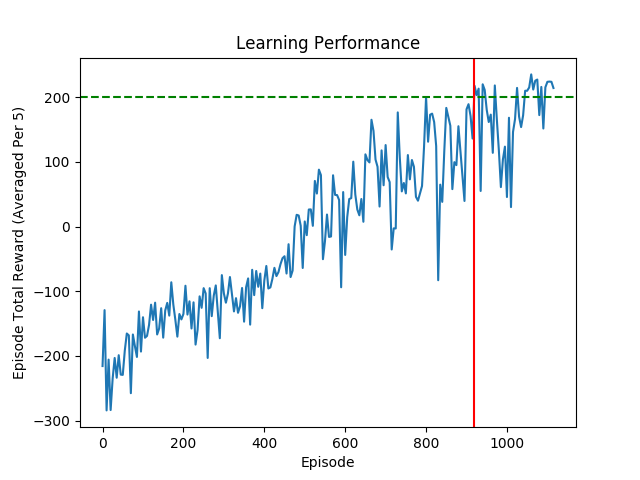 Learning Performance
Episode Total Reward (Averaged Per 5)
200
100
0
−100
−200
−300
0 200 400 600 800 1000
Episode